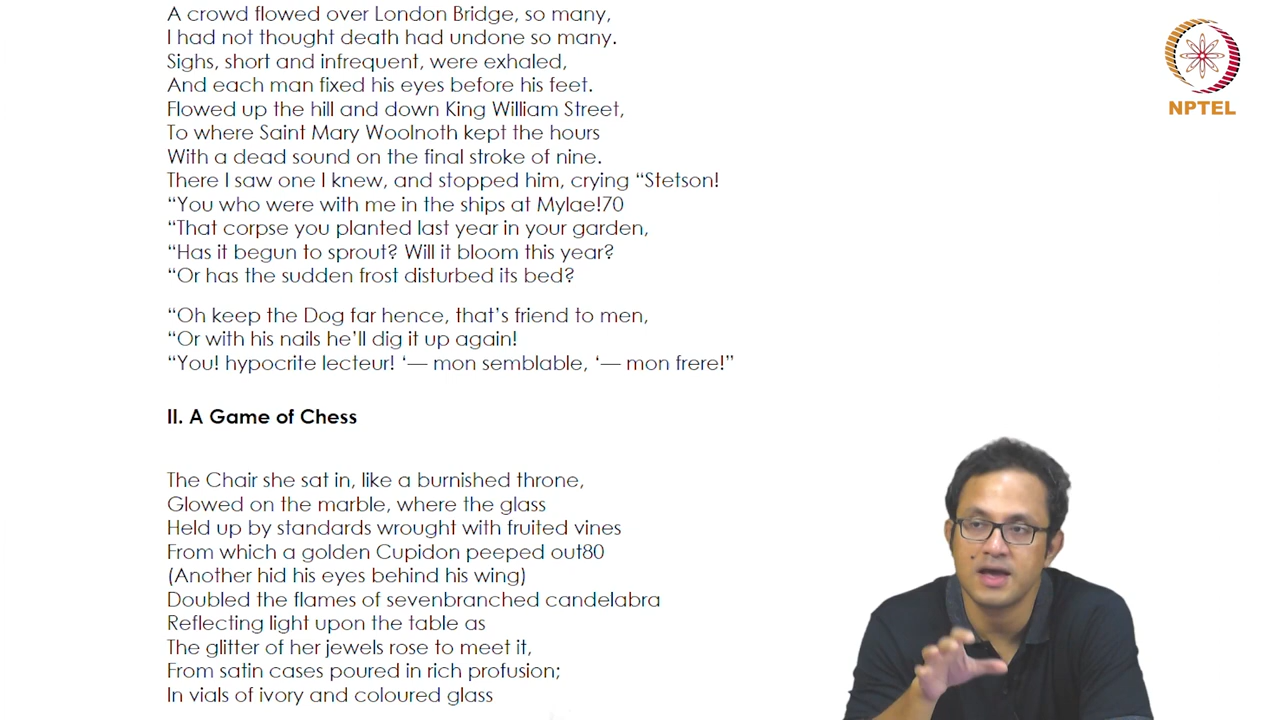 A crowd flowed over London Bridge, so many,
I had not thought death had undone so many.
Sighs, short and infrequent, were exhaled,
And each man fixed his eyes before his feet.
Flowed up the hill and down King William Street,
To where Saint Mary Woolnoth kept the hours
With a dead sound on the final stroke of nine.
There I saw one I knew, and stopped him, crying “Stetson!
“You who were with me in the ships at Mylae!70
“That corpse you planted last year in your garden,
“Has it begun to sprout? Will it bloom this year?
“Or has the sudden frost disturbed its bed?
“Oh keep the Dog far hence, that’s friend to men,
“Or with his nails he’ll dig it up again!
“You! hypocrite lecteur! ‘— mon semblable, ‘— mon frere!”
II. A Game of Chess
The Chair she sat in, like a burnished throne,
Glowed on the marble, where the glass
Held up by standards wrought with fruited vines
From which a golden Cupidon peeped out80
(Another hid his eyes behind his wing)
Doubled the flames of sevenbranched candelabra
Reflecting light upon the table as
The glitter of her jewels rose to meet it,
From satin cases poured in rich profusion;
In vials of ivory and coloured glass
NPTEL